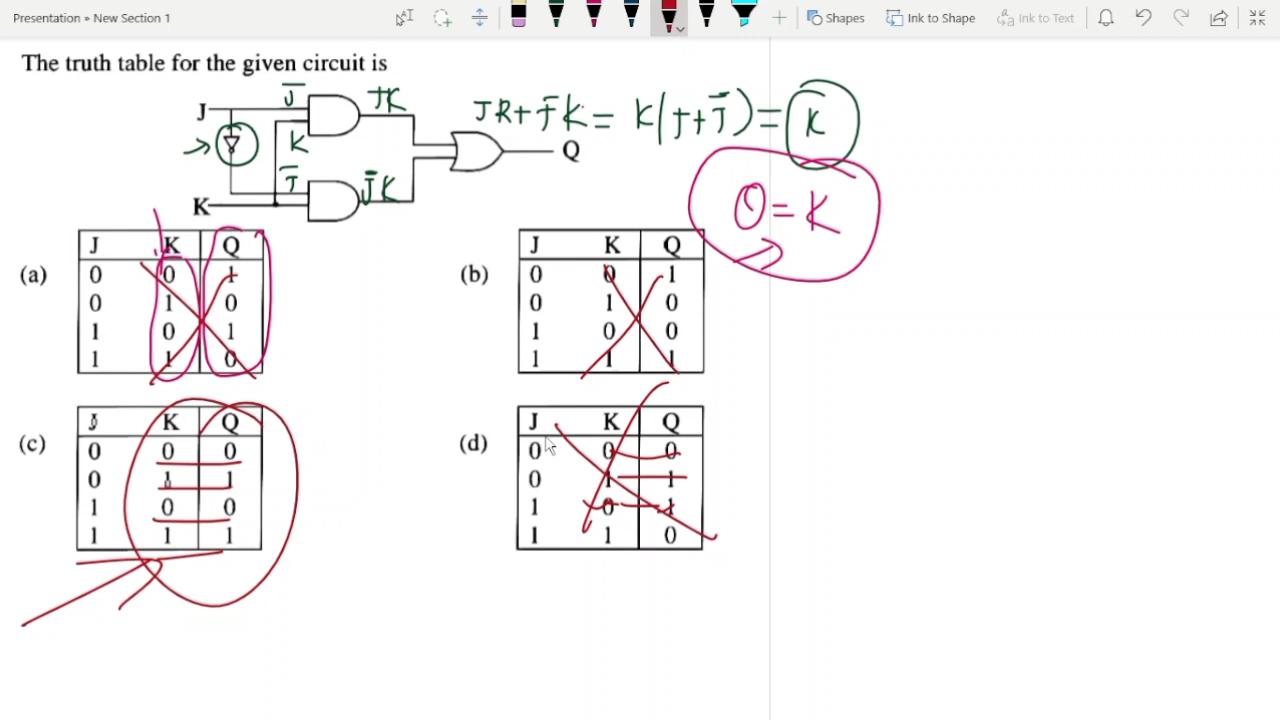 Presentation » New Section 1
Shapes
Ink to Shape
Ink to Text
The truth table for the given circuit is
J
K
Q
J̅
K
J̅
JK
J̅K
JK+J̅K = K(J+J̅) = K
Q = K
(a)
J K Q
0 0 1
0 1 0
1 0 1
1 1 0
(b)
J K Q
0 0 1
0 1 0
1 0 0
1 1 1
(c)
J K Q
0 0 0
0 1 1
1 0 0
1 1 1
(d)
J K Q
0 0 0
0 1 1
1 0 1
1 1 0